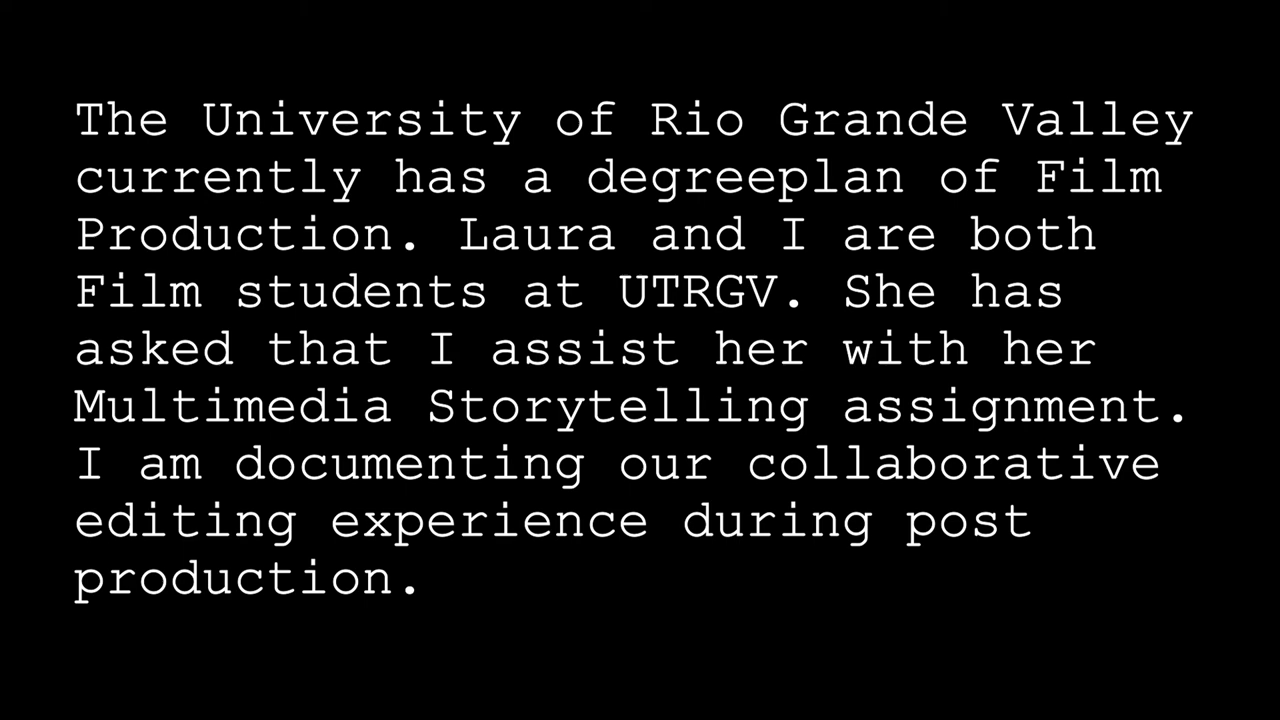 The University of Rio Grande Valley
currently has a degreeplan of Film
Production. Laura and I are both
Film students at UTRGV. She has
asked that I assist her with her
Multimedia Storytelling assignment.
I am documenting our collaborative
editing experience during post
production.